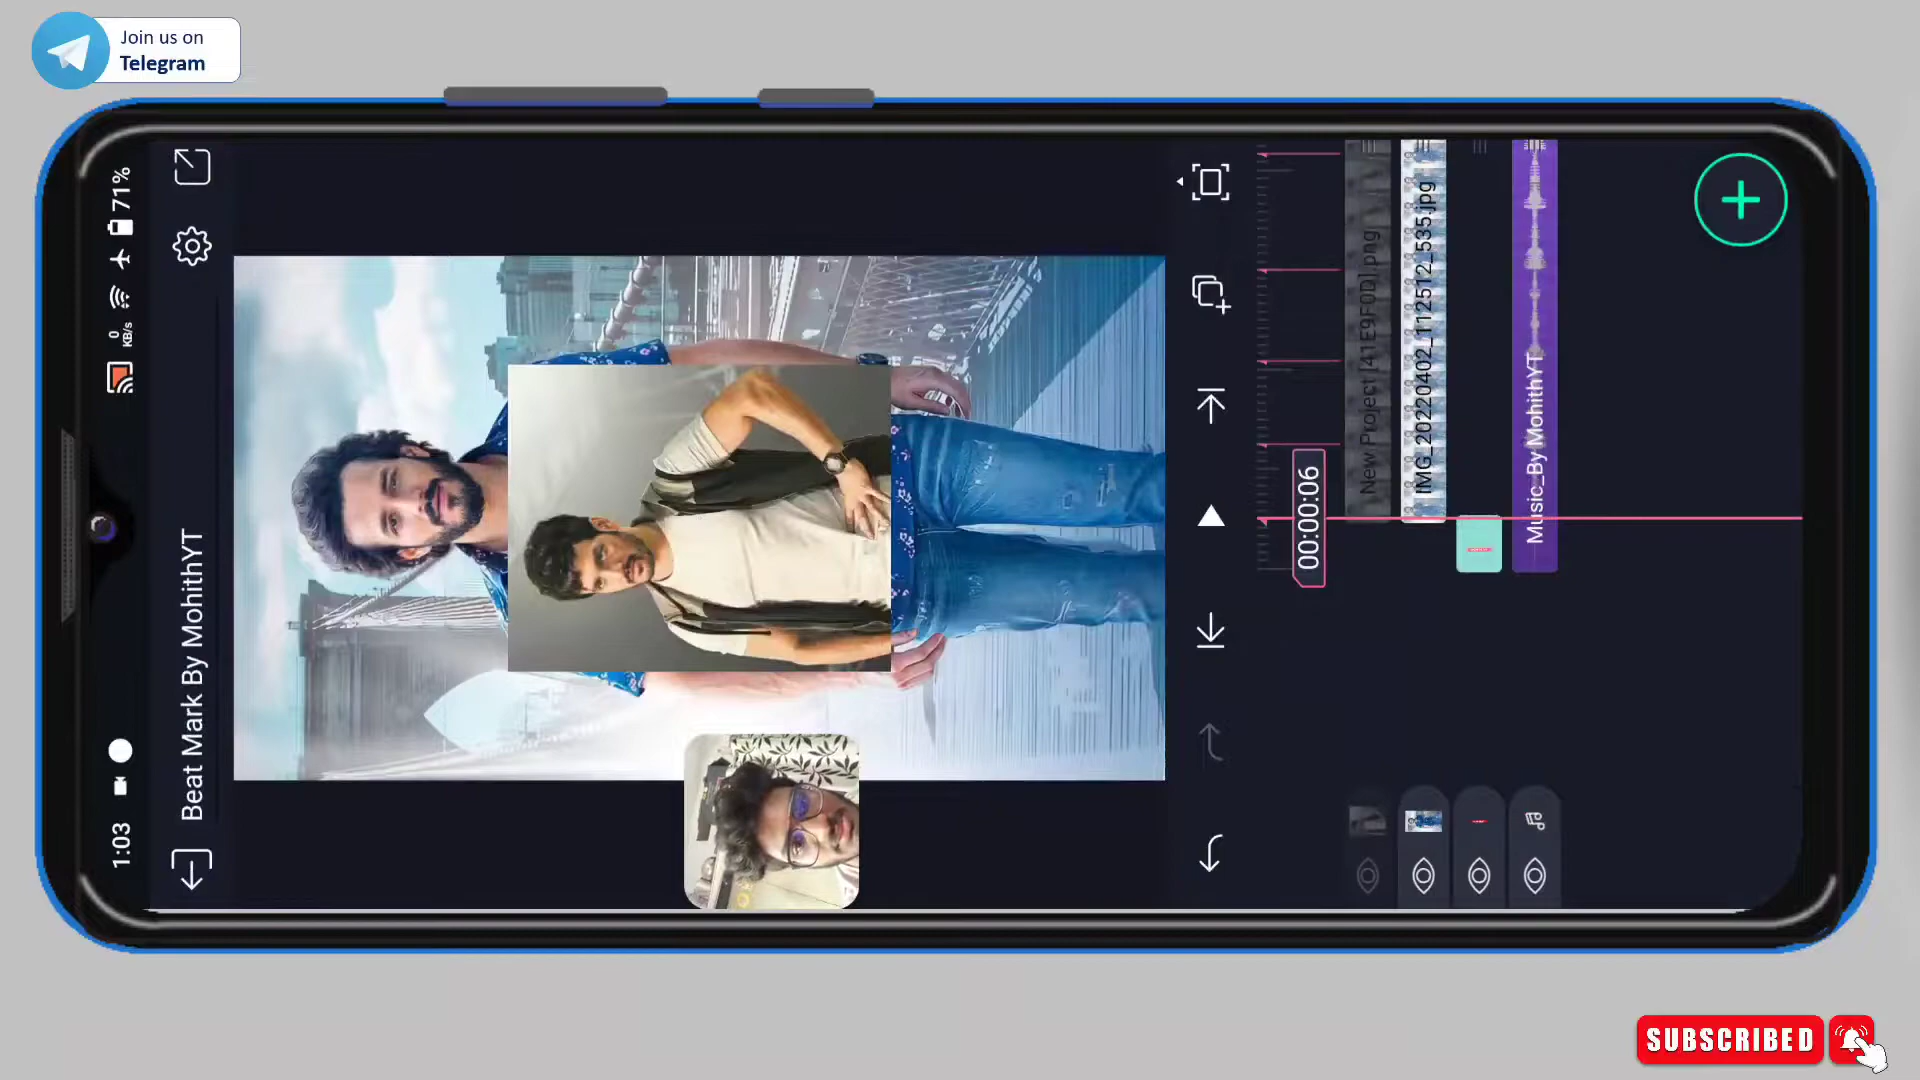 Join us on
Telegram
71%
0
KB/s
1:03
Beat Mark By MohithYT
00:00:06
New Project [41E9F0D].png
IMG_20220402_112512_535.jpg
Music_By MohithYT
SUBSCRIBED